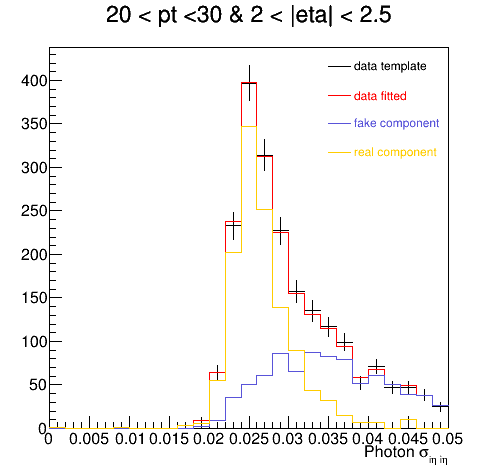 20 < pt <30 & 2 < |eta| < 2.5
400
350
300
250
200
150
100
50
0
data template
data fitted
fake component
real component
0 0.005 0.01 0.015 0.02 0.025 0.03 0.035 0.04 0.045 0.05
Photon σiη iη